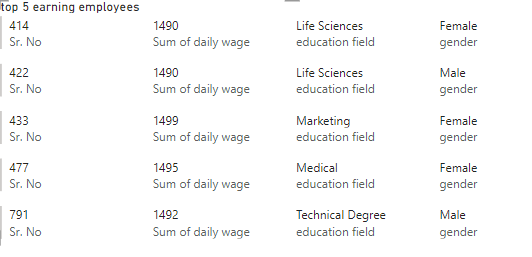 top 5 earning employees
414 1490 Life Sciences Female
Sr. No Sum of daily wage education field gender
422 1490 Life Sciences Male
Sr. No Sum of daily wage education field gender
433 1499 Marketing Female
Sr. No Sum of daily wage education field gender
477 1495 Medical Female
Sr. No Sum of daily wage education field gender
791 1492 Technical Degree Male
Sr. No Sum of daily wage education field gender